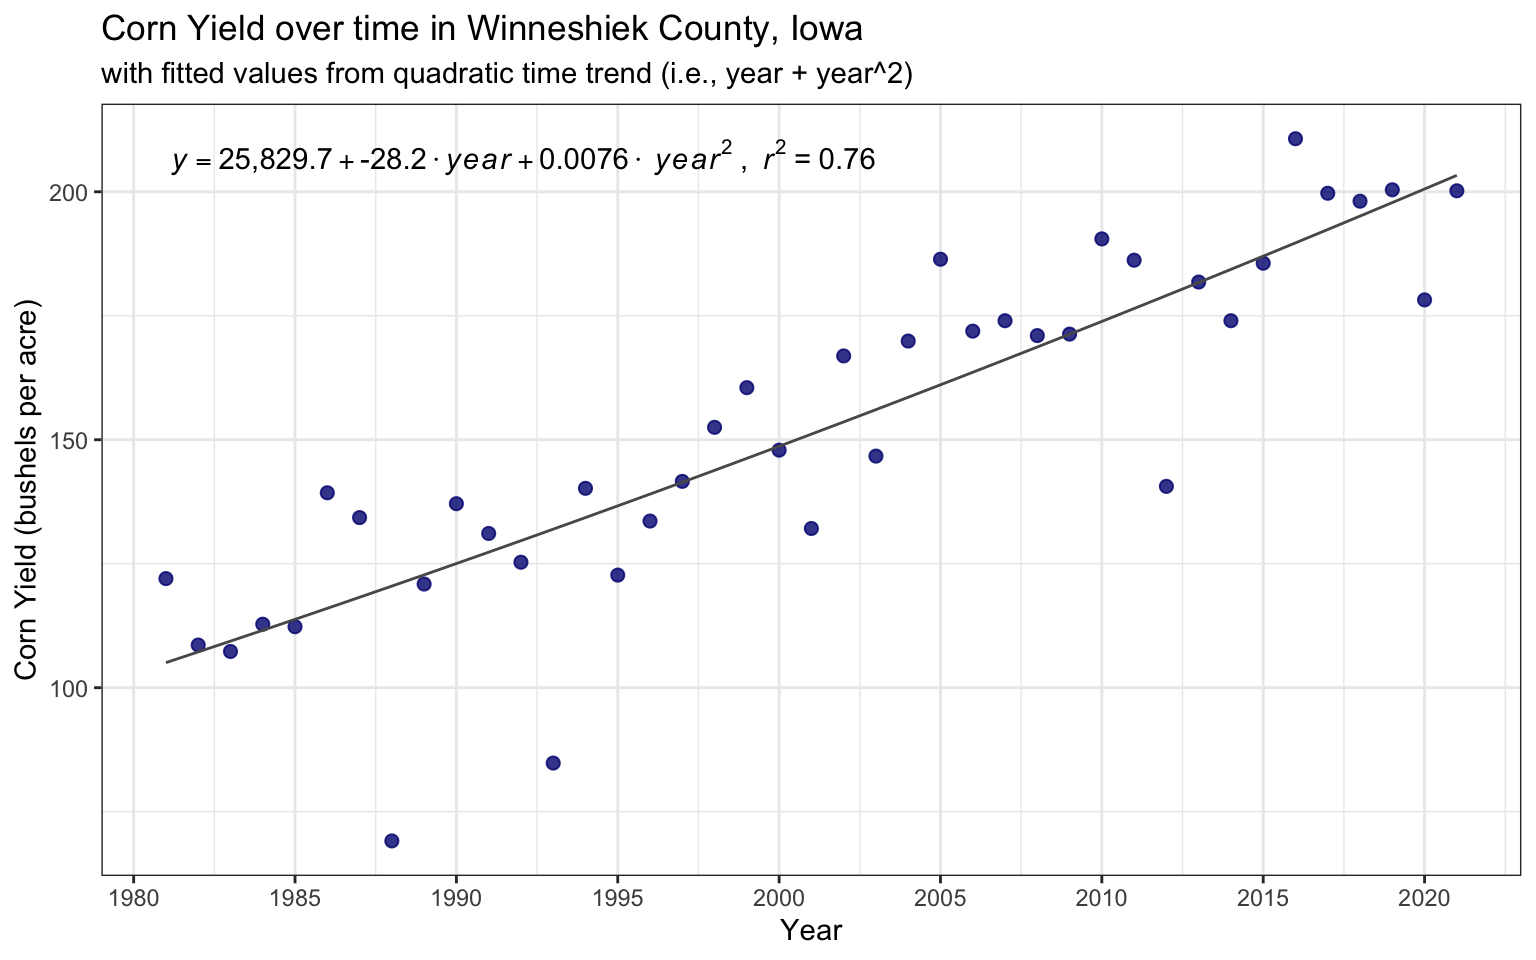 Corn Yield over time in Winneshiek County, Iowa
with fitted values from quadratic time trend (i.e., year + year^2)
y = 25,829.7 + -28.2 · year + 0.0076 · year², r² = 0.76
Corn Yield (bushels per acre)
200
150
100
1980 1985 1990 1995 2000 2005 2010 2015 2020
Year